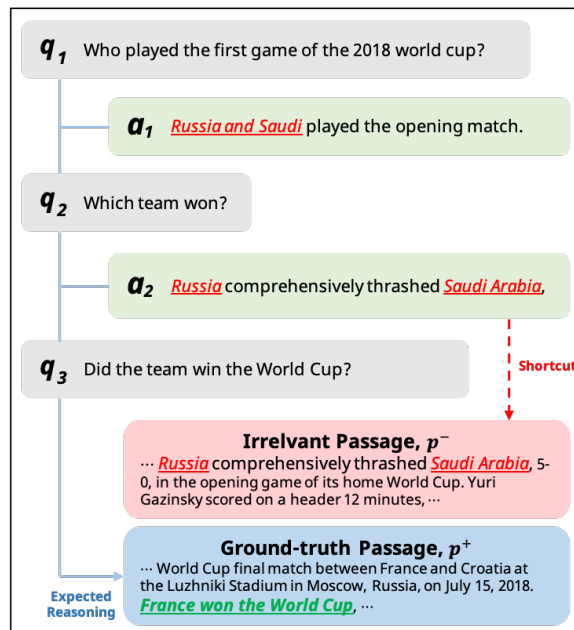 q1 Who played the first game of the 2018 world cup?
a1 Russia and Saudi played the opening match.
q2 Which team won?
a2 Russia comprehensively thrashed Saudi Arabia,
q3 Did the team win the World Cup?
Shortcut
Irrelvant Passage, p−
··· Russia comprehensively thrashed Saudi Arabia, 5-
0, in the opening game of its home World Cup. Yuri
Gazinsky scored on a header 12 minutes, ···
Ground-truth Passage, p+
··· World Cup final match between France and Croatia at
the Luzhniki Stadium in Moscow, Russia, on July 15, 2018.
France won the World Cup, ···
Expected
Reasoning